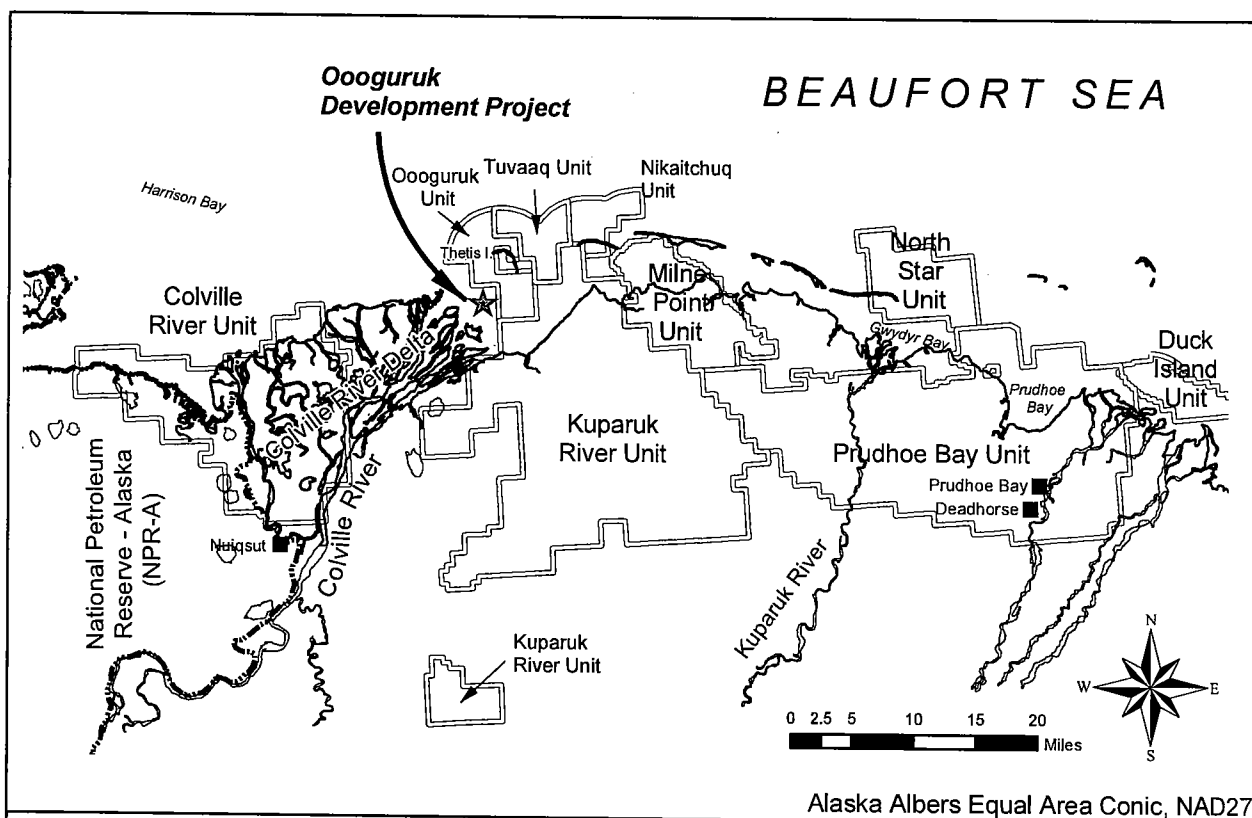 Oooguruk
Development Project
BEAUFORT SEA
Harrison Bay
Oooguruk
Unit
Tuvaaq Unit
Nikaitchuq
Unit
Thetis I.
North
Star
Unit
Milne
Point
Unit
Colville
River Unit
Gwydyr Bay
Duck
Island
Unit
Prudhoe
Bay
Colville River Delta
Kuparuk
River Unit
Prudhoe Bay Unit
Prudhoe Bay
Deadhorse
National Petroleum
Reserve - Alaska
(NPR-A)
Nuiqsut
Colville River
Kuparuk River
Kuparuk
River Unit
N
W E
S
0 2.5 5 10 15 20
Miles
Alaska Albers Equal Area Conic, NAD27